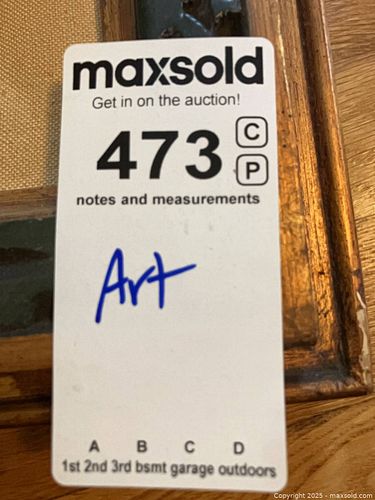 maxsold
Get in on the auction!
473 C
P
notes and measurements
Art
A B C D
1st 2nd 3rd bsmt garage outdoors
Copyright 2025 - maxsold.com